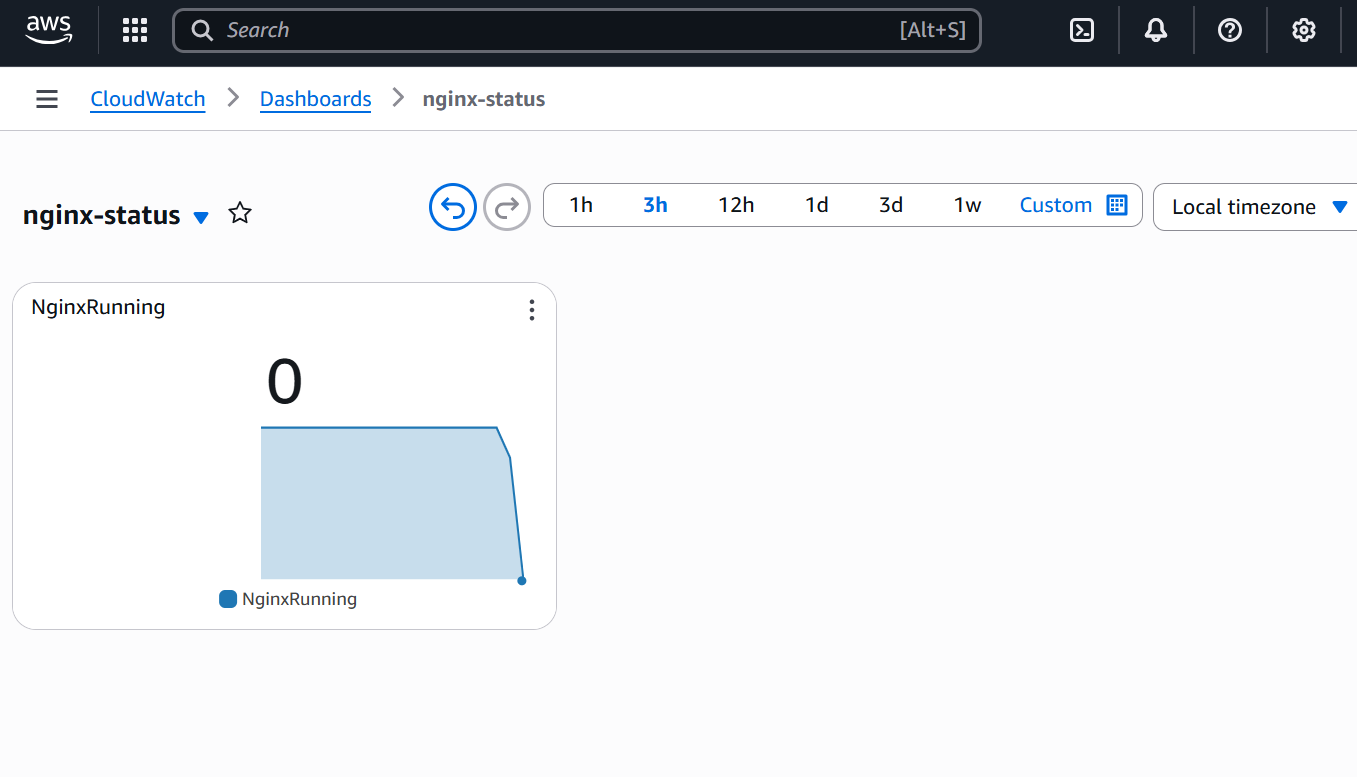 aws Search [Alt+S]
CloudWatch Dashboards nginx-status
nginx-status 1h 3h 12h 1d 3d 1w Custom Local timezone
NginxRunning
0
NginxRunning